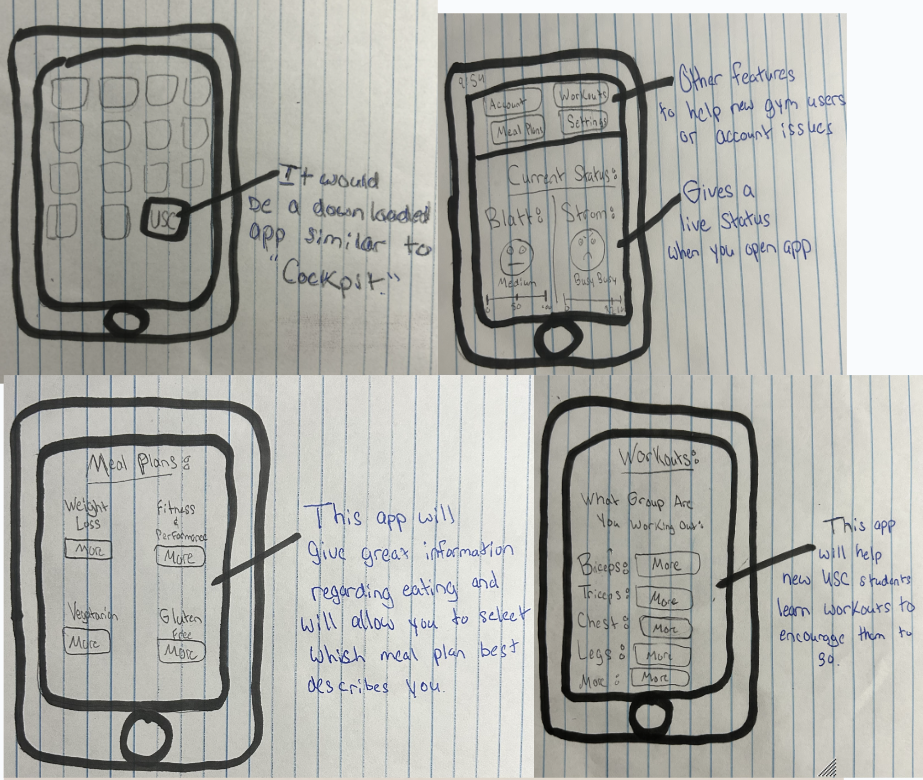 USC
It would
be a downloaded
app similar to
"Cockpit."
8:54
Account
Workouts
Meal Plans
Settings
Current Status:
Blatt:
Strom:
Medium
Busy Busy
0
50
Other features
to help new gym users
or account issues
Gives a
live Status
when you open app
Meal Plans:
Weight
Loss
More
Fitness
&
Performance
More
Vegetarian
More
Gluten
Free
More
This app will
give great information
regarding eating and
will allow you to select
which meal plan best
describes you.
Workouts:
What Group Are
You Working Out:
Biceps: More
Triceps: More
Chest: More
Legs: More
More: More
This app
will help
new USC students
learn workouts to
encourage them to
go.